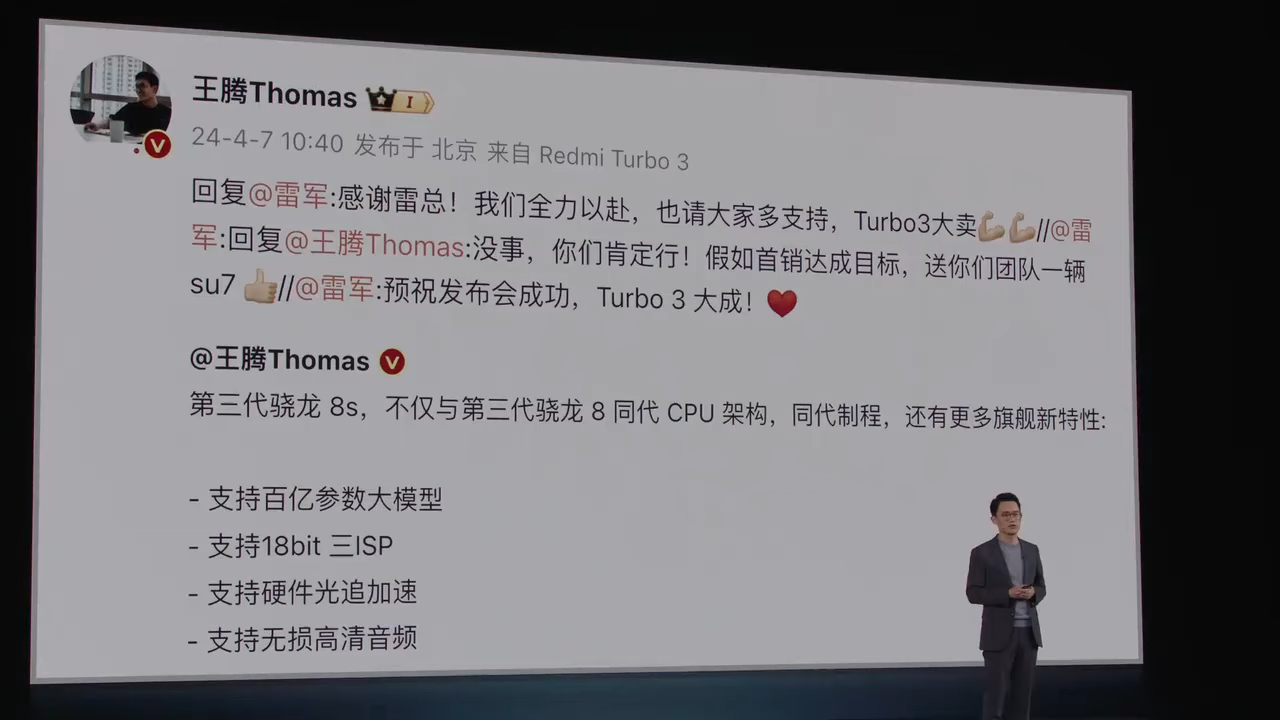 王腾Thomas I
24-4-7 10:40 发布于 北京 来自 Redmi Turbo 3
回复@雷军:感谢雷总！我们全力以赴，也请大家多支持，Turbo3大卖💪🏼💪🏼//@雷
军:回复@王腾Thomas:没事，你们肯定行！假如首销达成目标，送你们团队一辆
su7 👍🏼//@雷军:预祝发布会成功，Turbo 3 大成！❤️
@王腾Thomas V
第三代骁龙 8s，不仅与第三代骁龙 8 同代 CPU 架构，同代制程，还有更多旗舰新特性:
- 支持百亿参数大模型
- 支持18bit 三ISP
- 支持硬件光追加速
- 支持无损高清音频